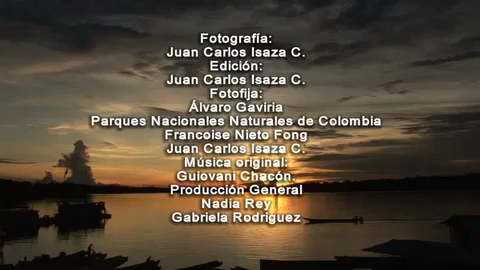 Fotografía:
Juan Carlos Isaza C.
Edición:
Juan Carlos Isaza C.
Fotofija:
Álvaro Gaviria
Parques Nacionales Naturales de Colombia
Francoise Nieto Fong
Juan Carlos Isaza C.
Música original:
Guiovani Chacón.
Producción General
Nadia Rey
Gabriela Rodriguez